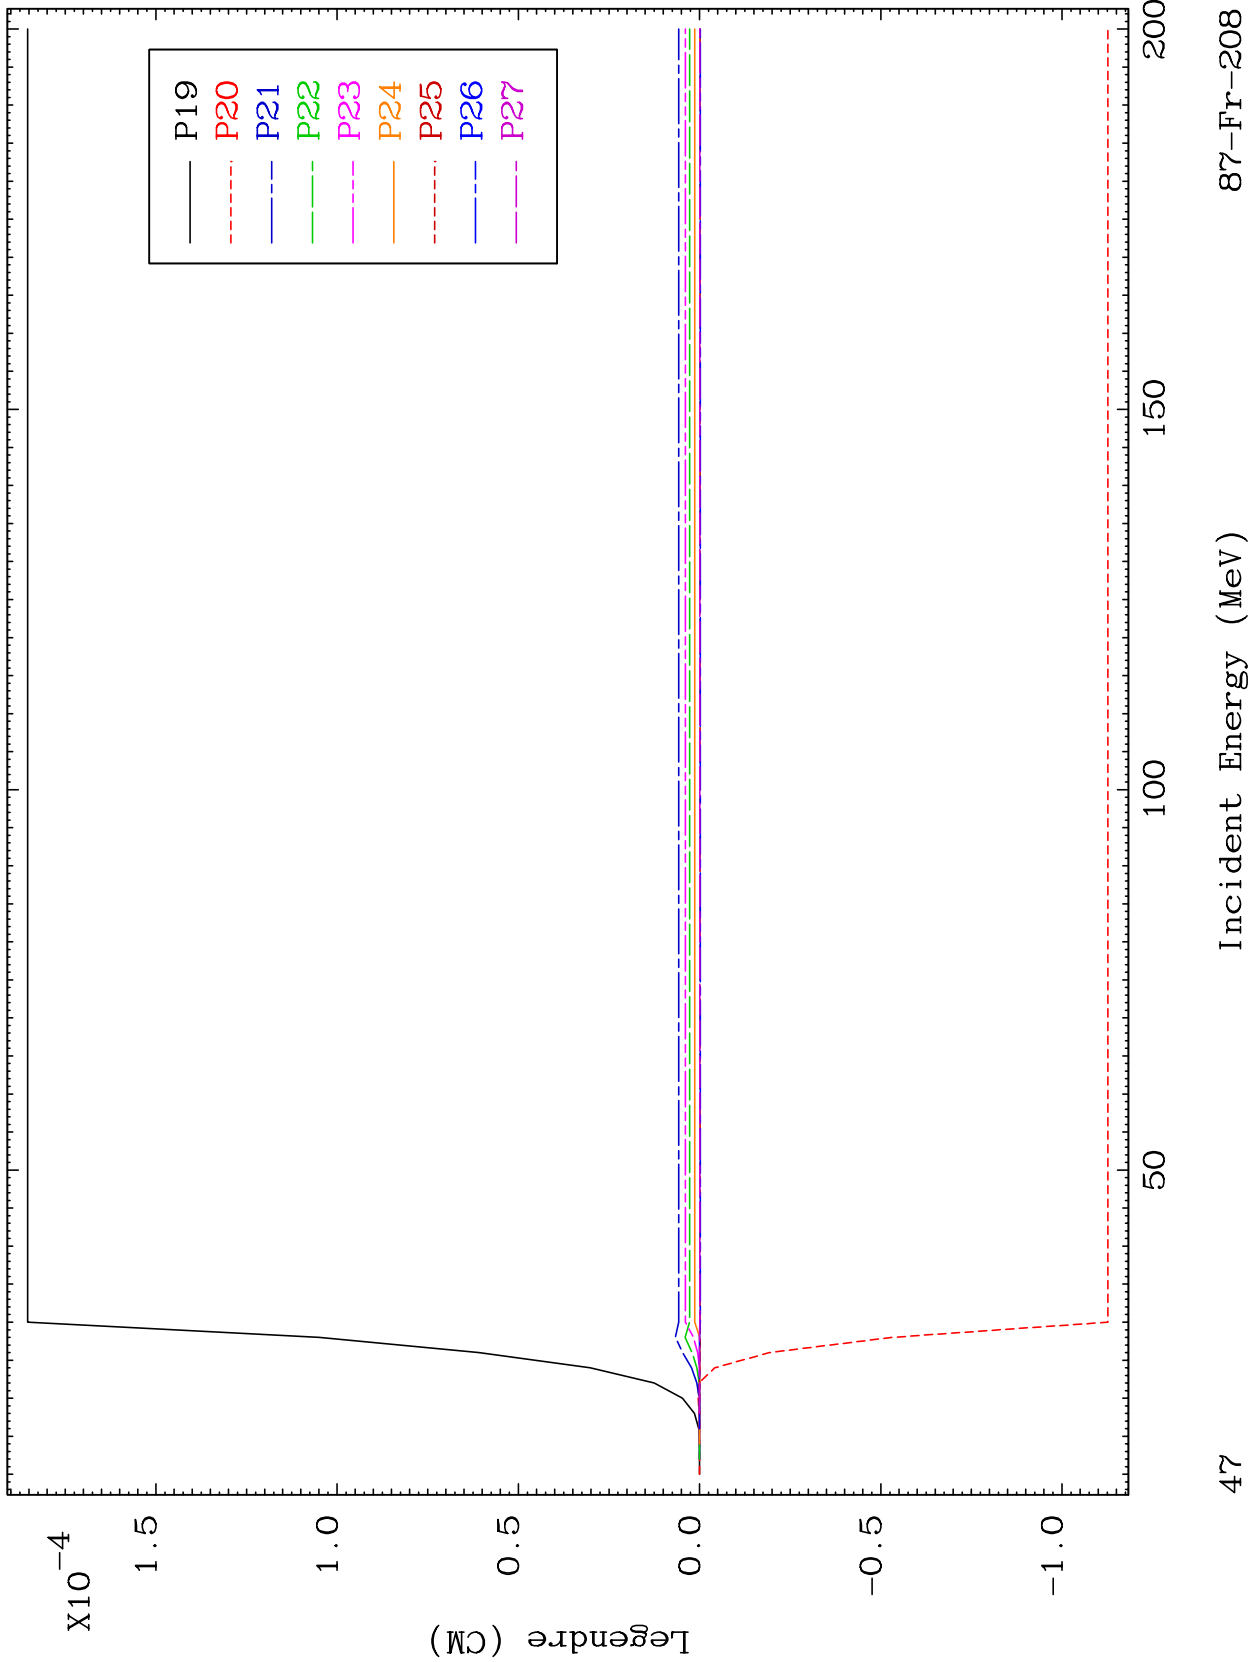 X10-4
1.5
1.0
0.5
0.0
-0.5
-1.0
Legendre (CM)
P19
P20
P21
P22
P23
P24
P25
P26
P27
50
100
150
200
47
Incident Energy (MeV)
87-Fr-208